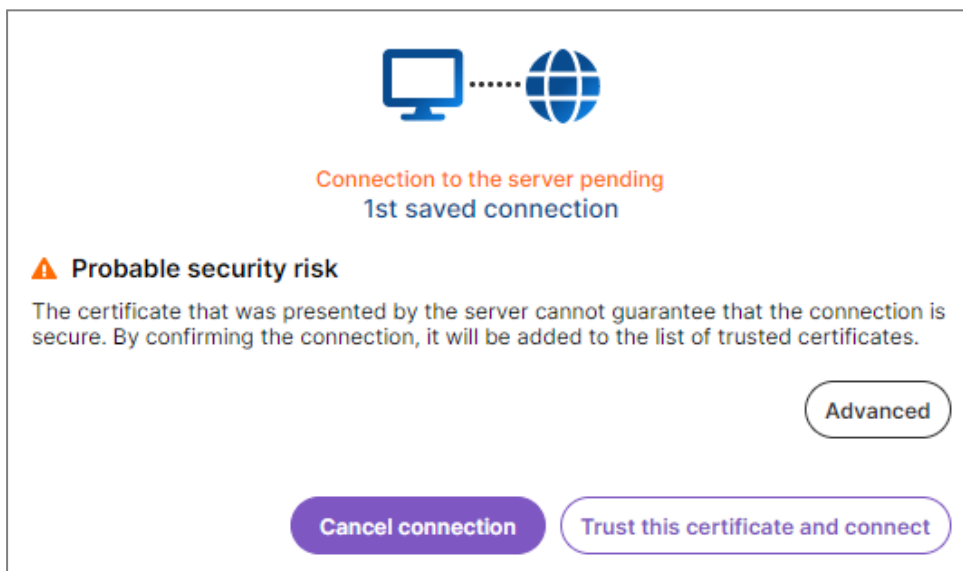 Connection to the server pending
1st saved connection
Probable security risk
The certificate that was presented by the server cannot guarantee that the connection is
secure. By confirming the connection, it will be added to the list of trusted certificates.
Advanced
Cancel connection
Trust this certificate and connect